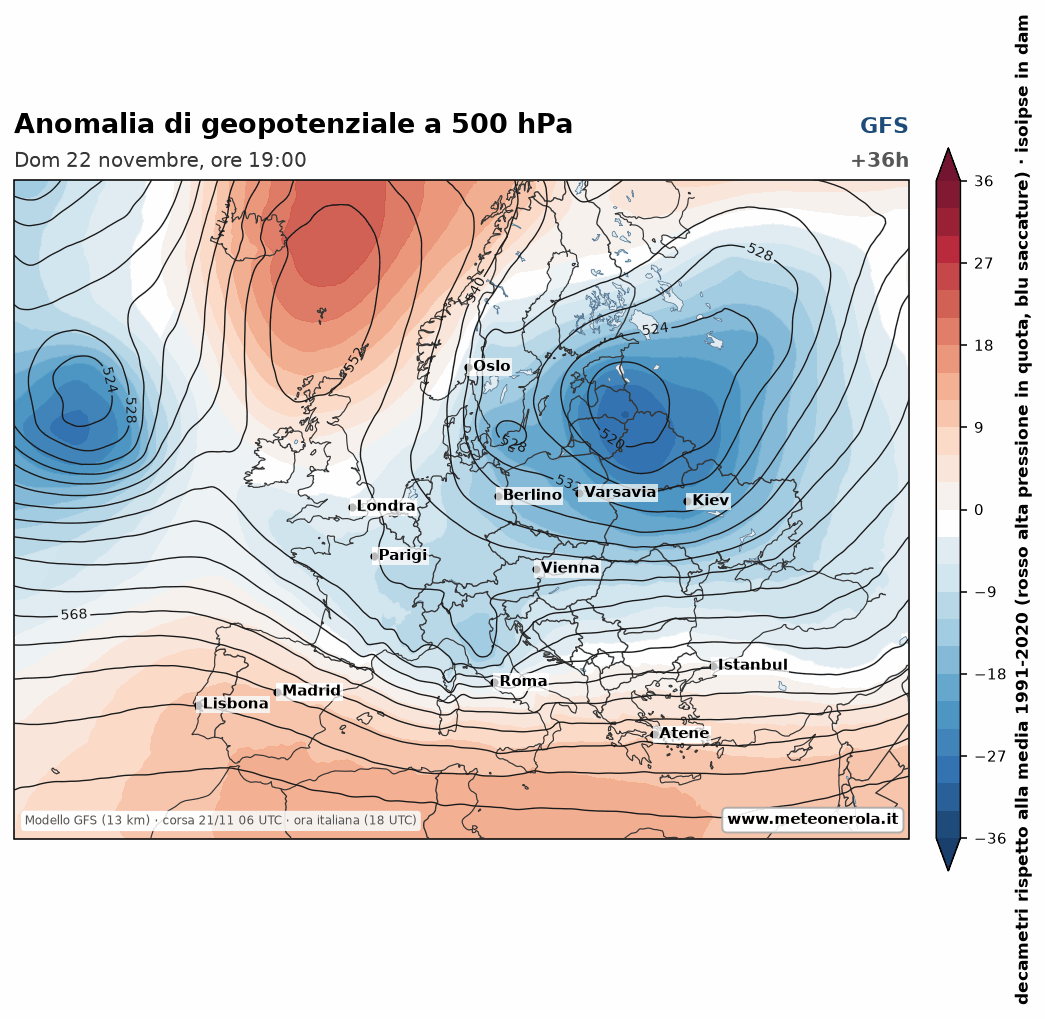 Anomalia di geopotenziale a 500 hPa
GFS
Dom 22 novembre, ore 19:00
+36h
528
524
540
552
524
528
Oslo
520
528
532
Berlino
Varsavia
Kiev
Londra
Parigi
Vienna
568
Istanbul
Roma
Madrid
Lisbona
Atene
Modello GFS (13 km) · corsa 21/11 06 UTC · ora italiana (18 UTC)
www.meteonerola.it
36
27
18
9
0
−9
−18
−27
−36
decametri rispetto alla media 1991-2020 (rosso alta pressione in quota, blu saccature) · isoipse in dam